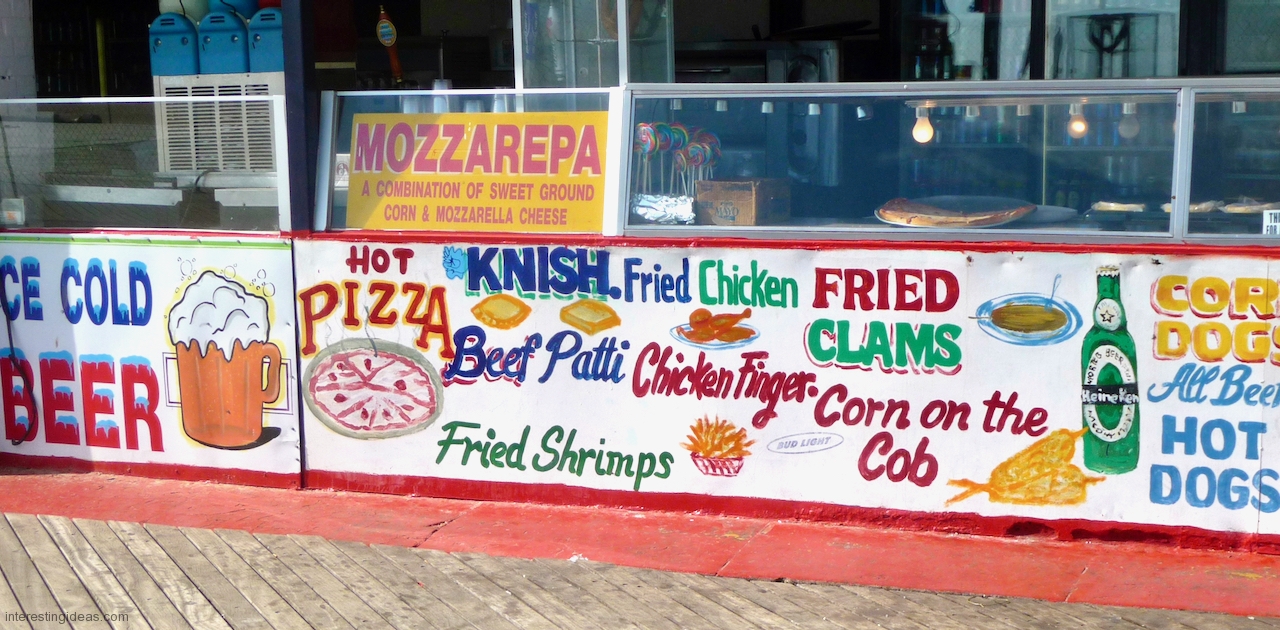 MOZZAREPA
A COMBINATION OF SWEET GROUND
CORN & MOZZARELLA CHEESE
CE COLD
BEER
HOT
PIZZA
KNISH.
Beef Patti
Fried Shrimps
Fried Chicken
Chicken Finger.
BUD LIGHT
FRIED
CLAMS
Corn on the
Cob
Heineken
COR
DOGS
All Bee
HOT
DOGS
interestingideas.com